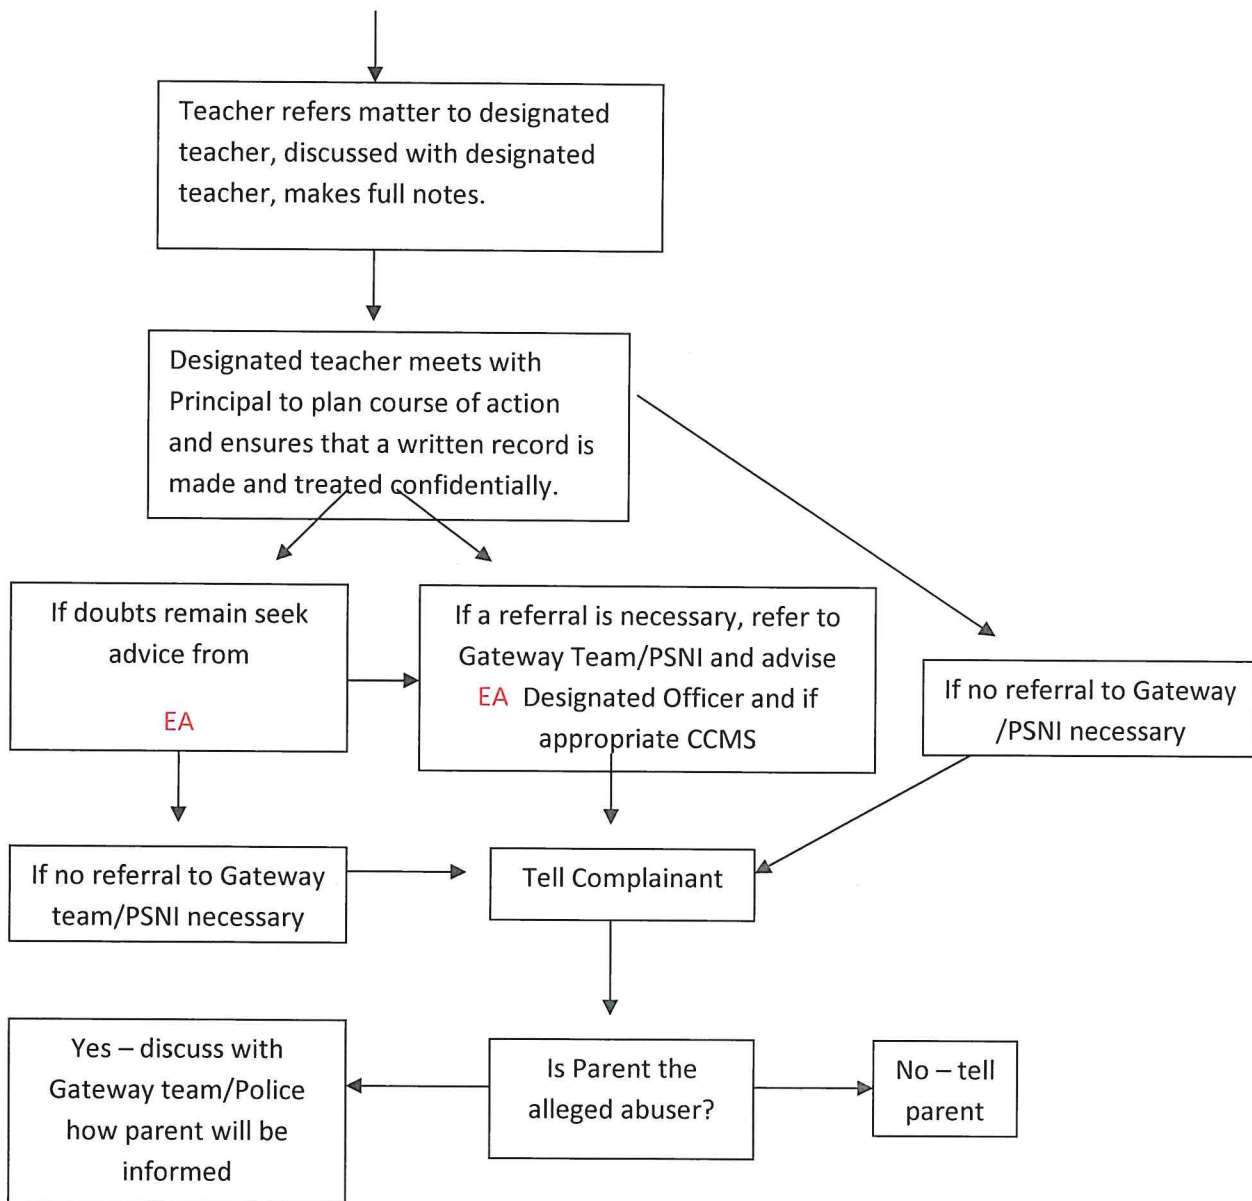 Teacher refers matter to designated
teacher, discussed with designated
teacher, makes full notes.
Designated teacher meets with
Principal to plan course of action
and ensures that a written record is
made and treated confidentially.
If doubts remain seek
advice from
EA
If a referral is necessary, refer to
Gateway Team/PSNI and advise
EA Designated Officer and if
appropriate CCMS
If no referral to Gateway
/PSNI necessary
If no referral to Gateway
team/PSNI necessary
Tell Complainant
Yes – discuss with
Gateway team/Police
how parent will be
informed
Is Parent the
alleged abuser?
No – tell
parent